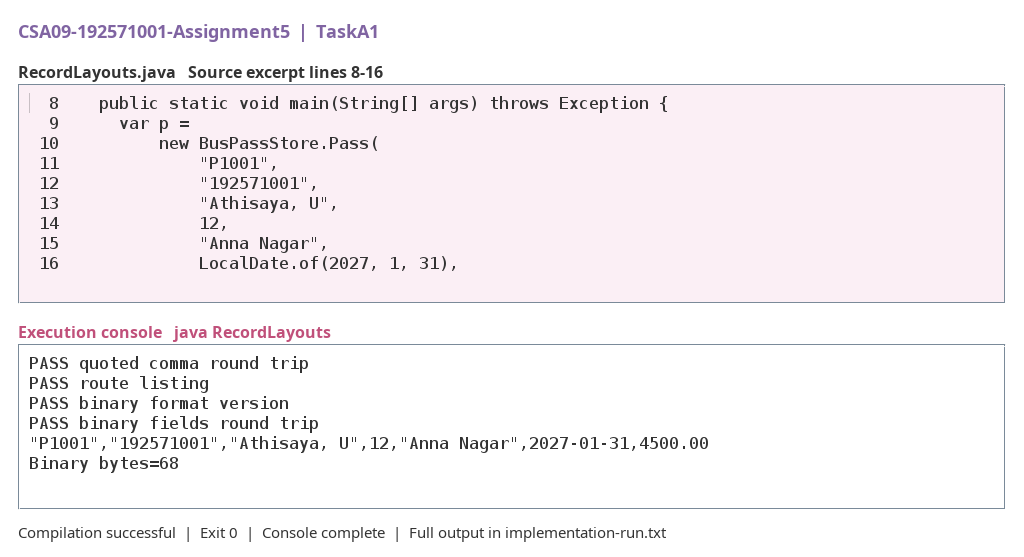 CSA09-192571001-Assignment5 | TaskA1
RecordLayouts.java Source excerpt lines 8-16
8 public static void main(String[] args) throws Exception {
9 var p =
10 new BusPassStore.Pass(
11 "P1001",
12 "192571001",
13 "Athisaya, U",
14 12,
15 "Anna Nagar",
16 LocalDate.of(2027, 1, 31),
Execution console java RecordLayouts
PASS quoted comma round trip
PASS route listing
PASS binary format version
PASS binary fields round trip
"P1001","192571001","Athisaya, U",12,"Anna Nagar",2027-01-31,4500.00
Binary bytes=68
Compilation successful | Exit 0 | Console complete | Full output in implementation-run.txt